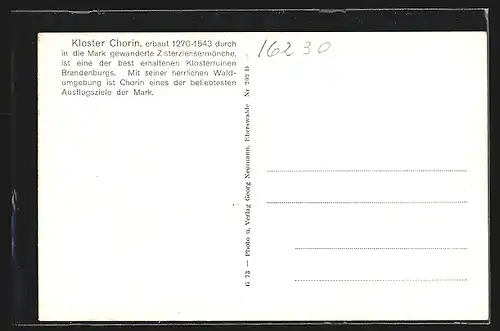 Kloster Chorin, erbaut 1270-1543 durch
in die Mark gewanderte Zisterziensermönche,
ist eine der best erhaltenen Klosterruinen
Brandenburgs. Mit seiner herrlichen Wald-
umgebung ist Chorin eines der beliebtesten
Ausflugsziele der Mark.
16230
G 73 — Photo u. Verlag Georg Neumann, Eberswalde Nr 242 D